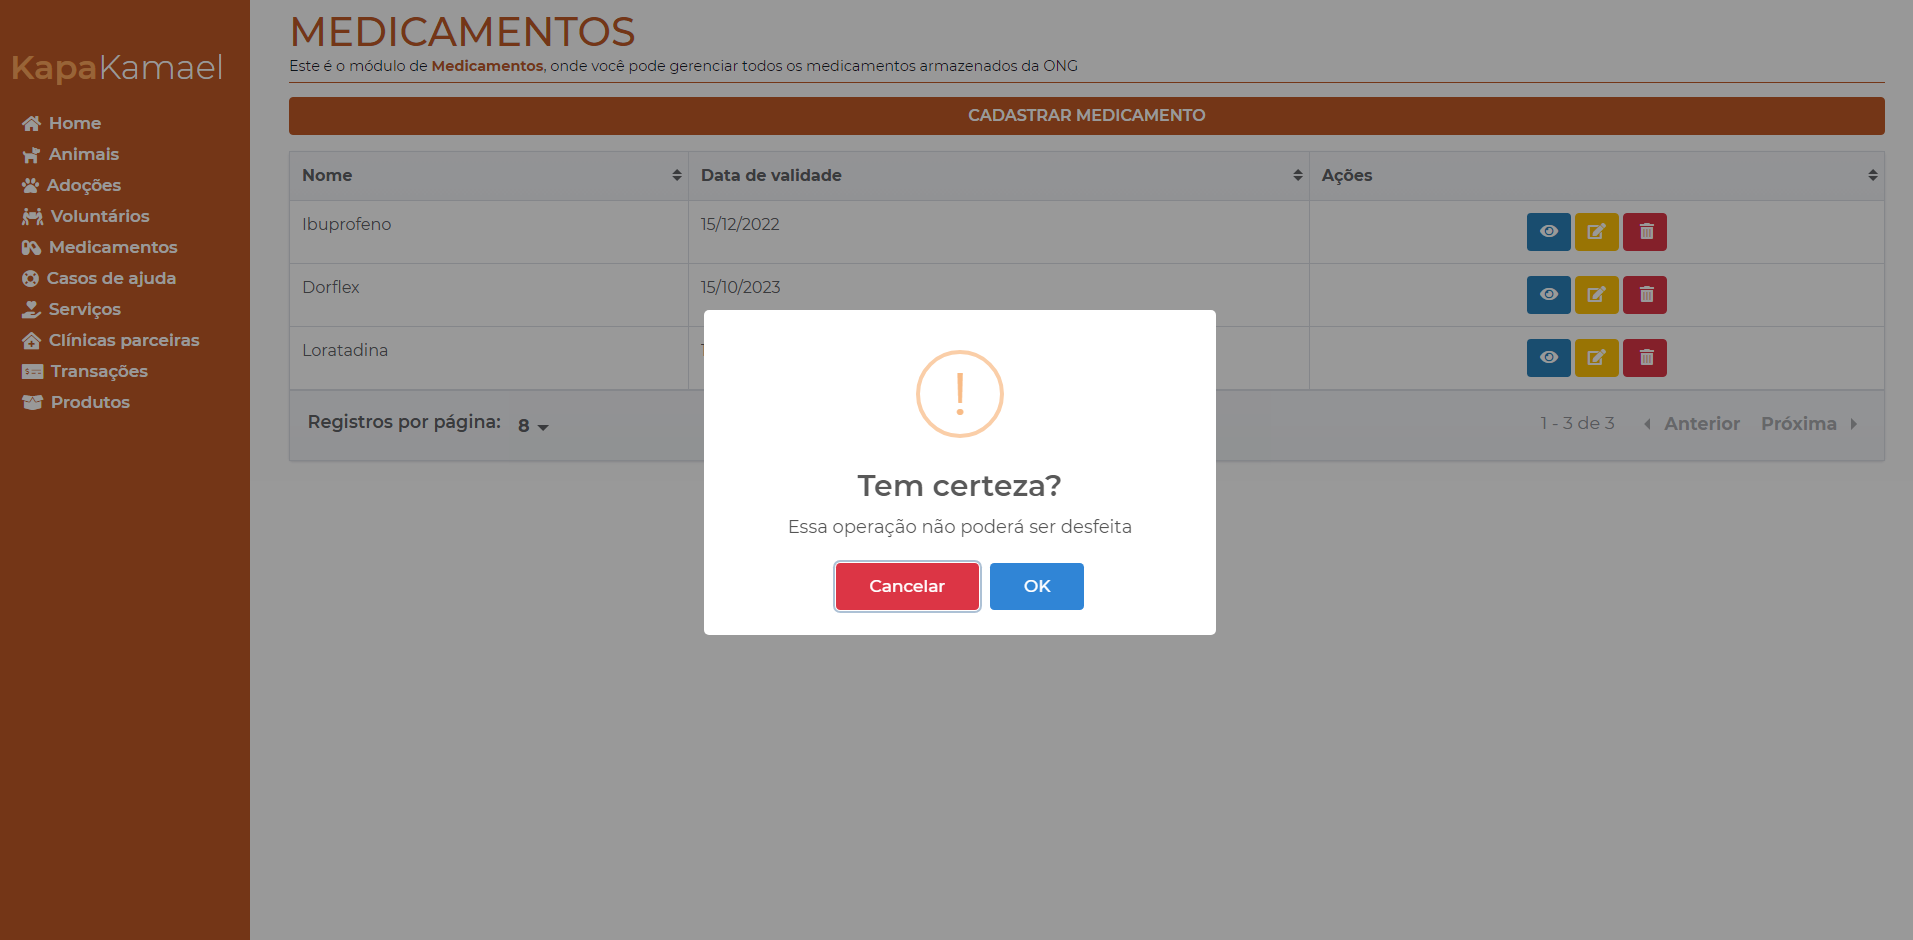 KapaKamael
Home
Animais
Adoções
Voluntários
Medicamentos
Casos de ajuda
Serviços
Clínicas parceiras
Transações
Produtos
MEDICAMENTOS
Este é o módulo de Medicamentos, onde você pode gerenciar todos os medicamentos armazenados da ONG
CADASTRAR MEDICAMENTO
Nome Data de validade Ações
Ibuprofeno 15/12/2022
Dorflex 15/10/2023
Loratadina
Registros por página: 8 1 - 3 de 3 Anterior Próxima
!
Tem certeza?
Essa operação não poderá ser desfeita
Cancelar OK